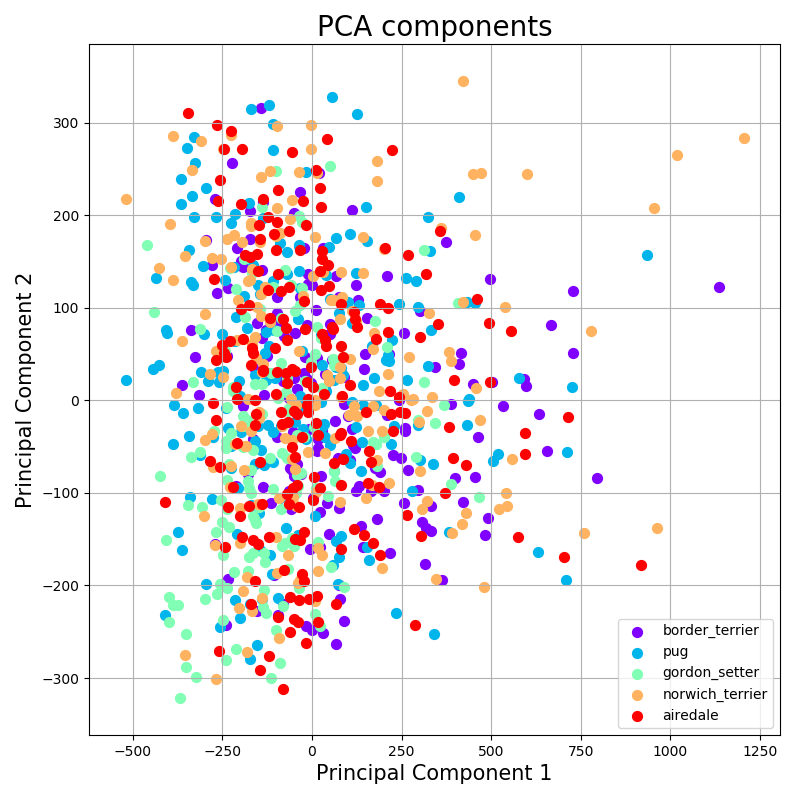 PCA components
Principal Component 2
300
200
100
0
−100
−200
−300
−500
−250
0
250
500
750
1000
1250
Principal Component 1
border_terrier
pug
gordon_setter
norwich_terrier
airedale